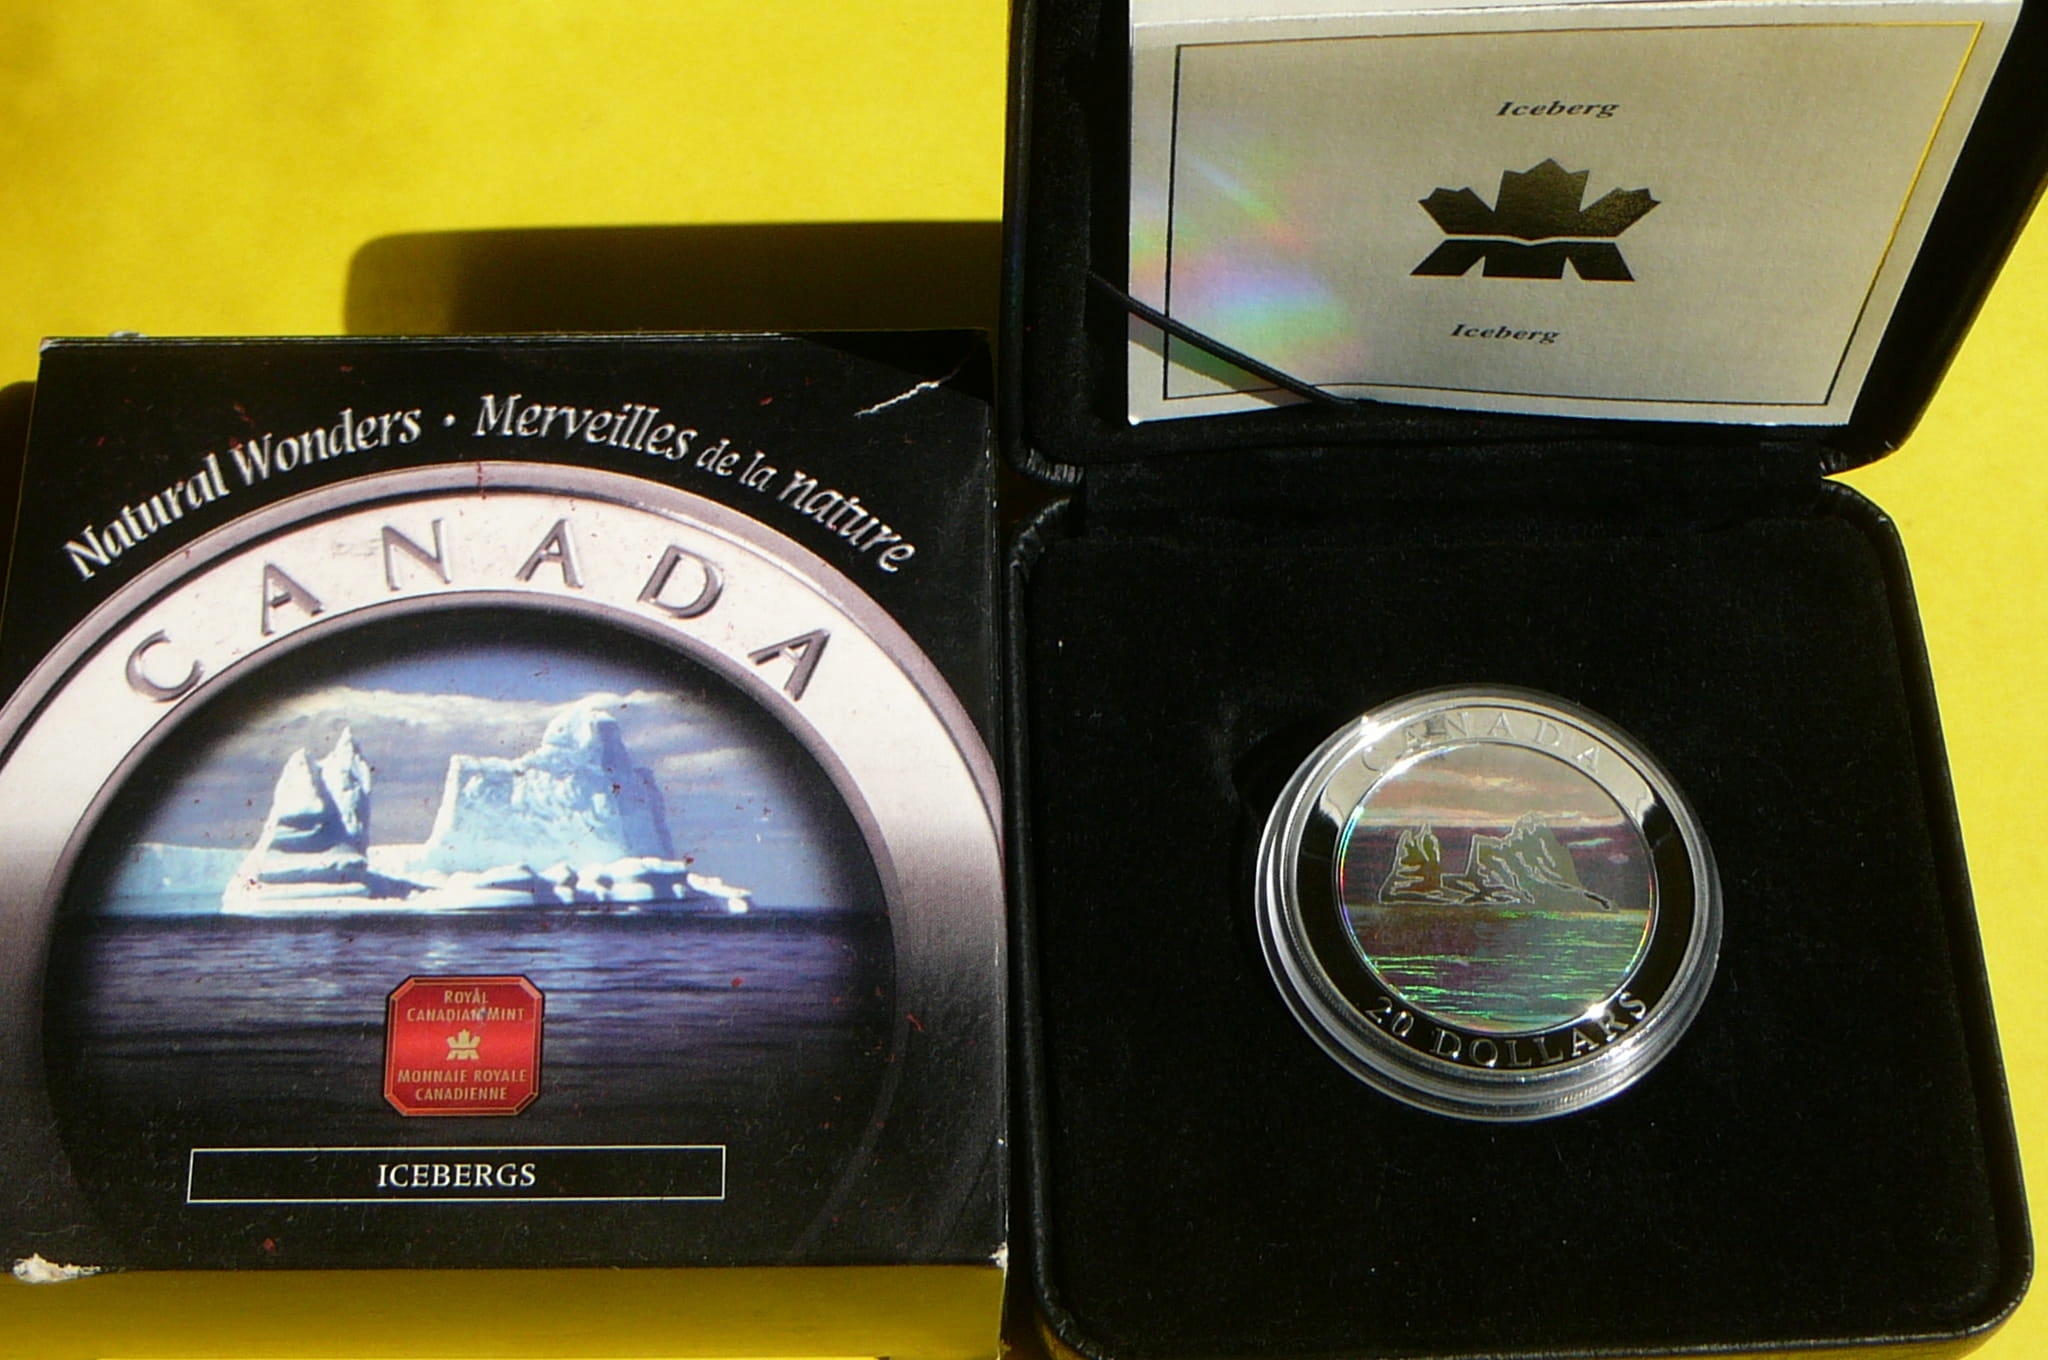 Natural Wonders · Merveilles de la nature
CANADA
ROYAL
CANADIAN MINT
MONNAIE ROYALE
CANADIENNE
ICEBERGS
Iceberg
Iceberg
CANADA
20 DOLLARS